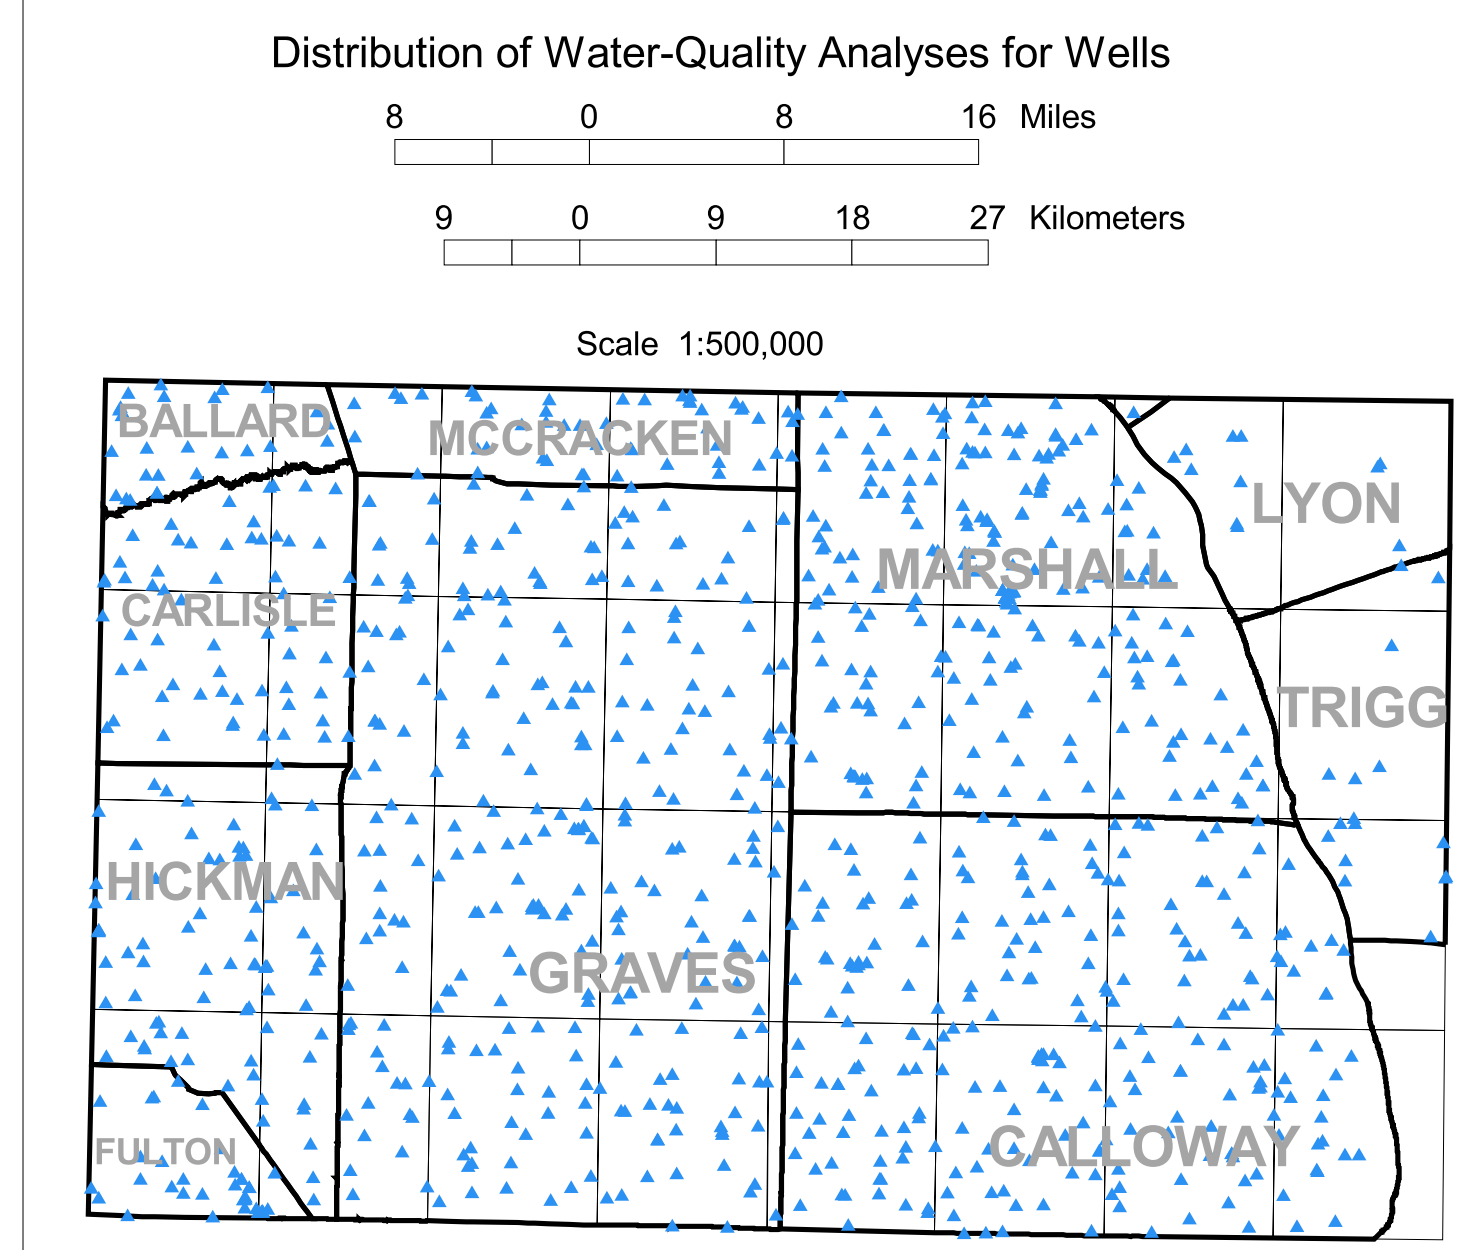 Distribution of Water-Quality Analyses for Wells
8 0 8 16 Miles
9 0 9 18 27 Kilometers
Scale 1:500,000
BALLARD
MCCRACKEN
LYON
MARSHALL
CARLISLE
TRIGG
HICKMAN
GRAVES
CALLOWAY
FULTON